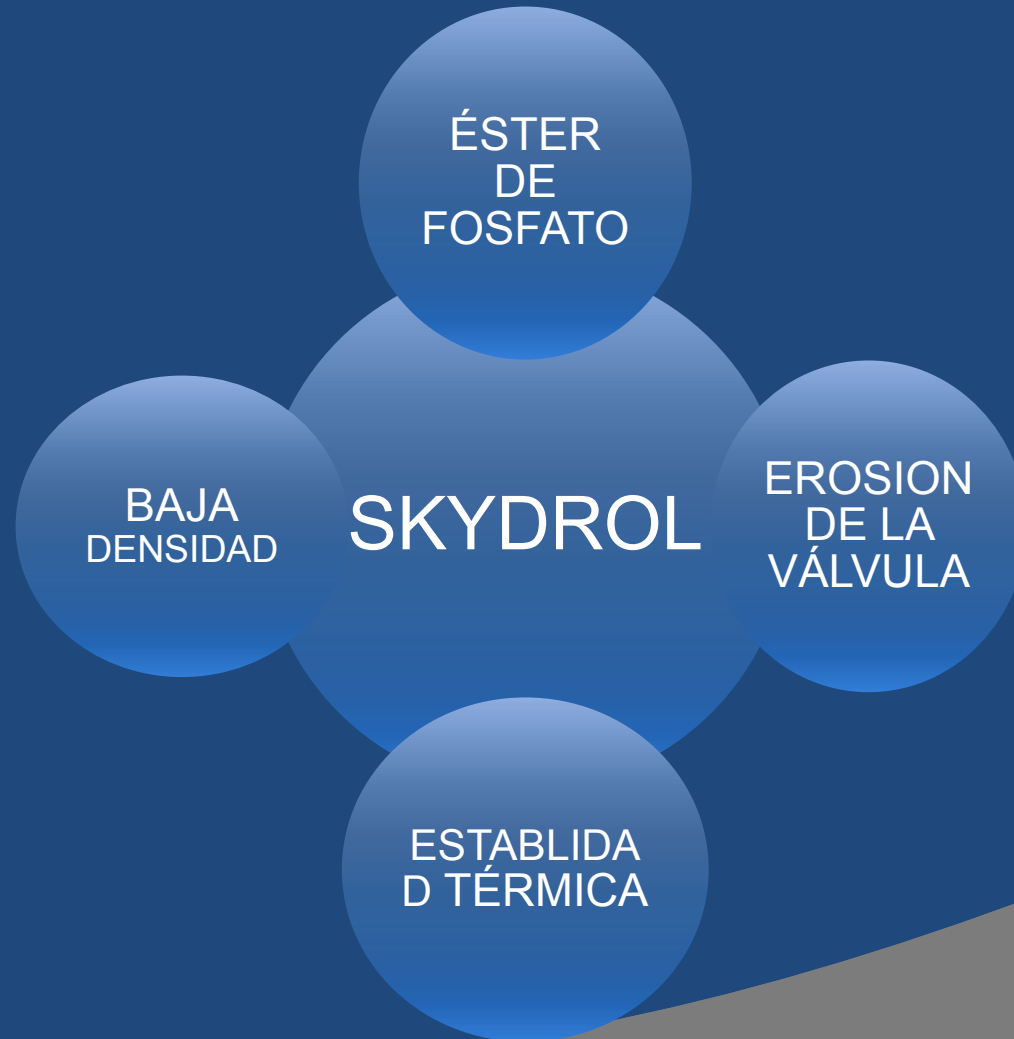 ÉSTER
DE
FOSFATO
BAJA
DENSIDAD
SKYDROL
EROSION
DE LA
VÁLVULA
ESTABLIDA
D TÉRMICA